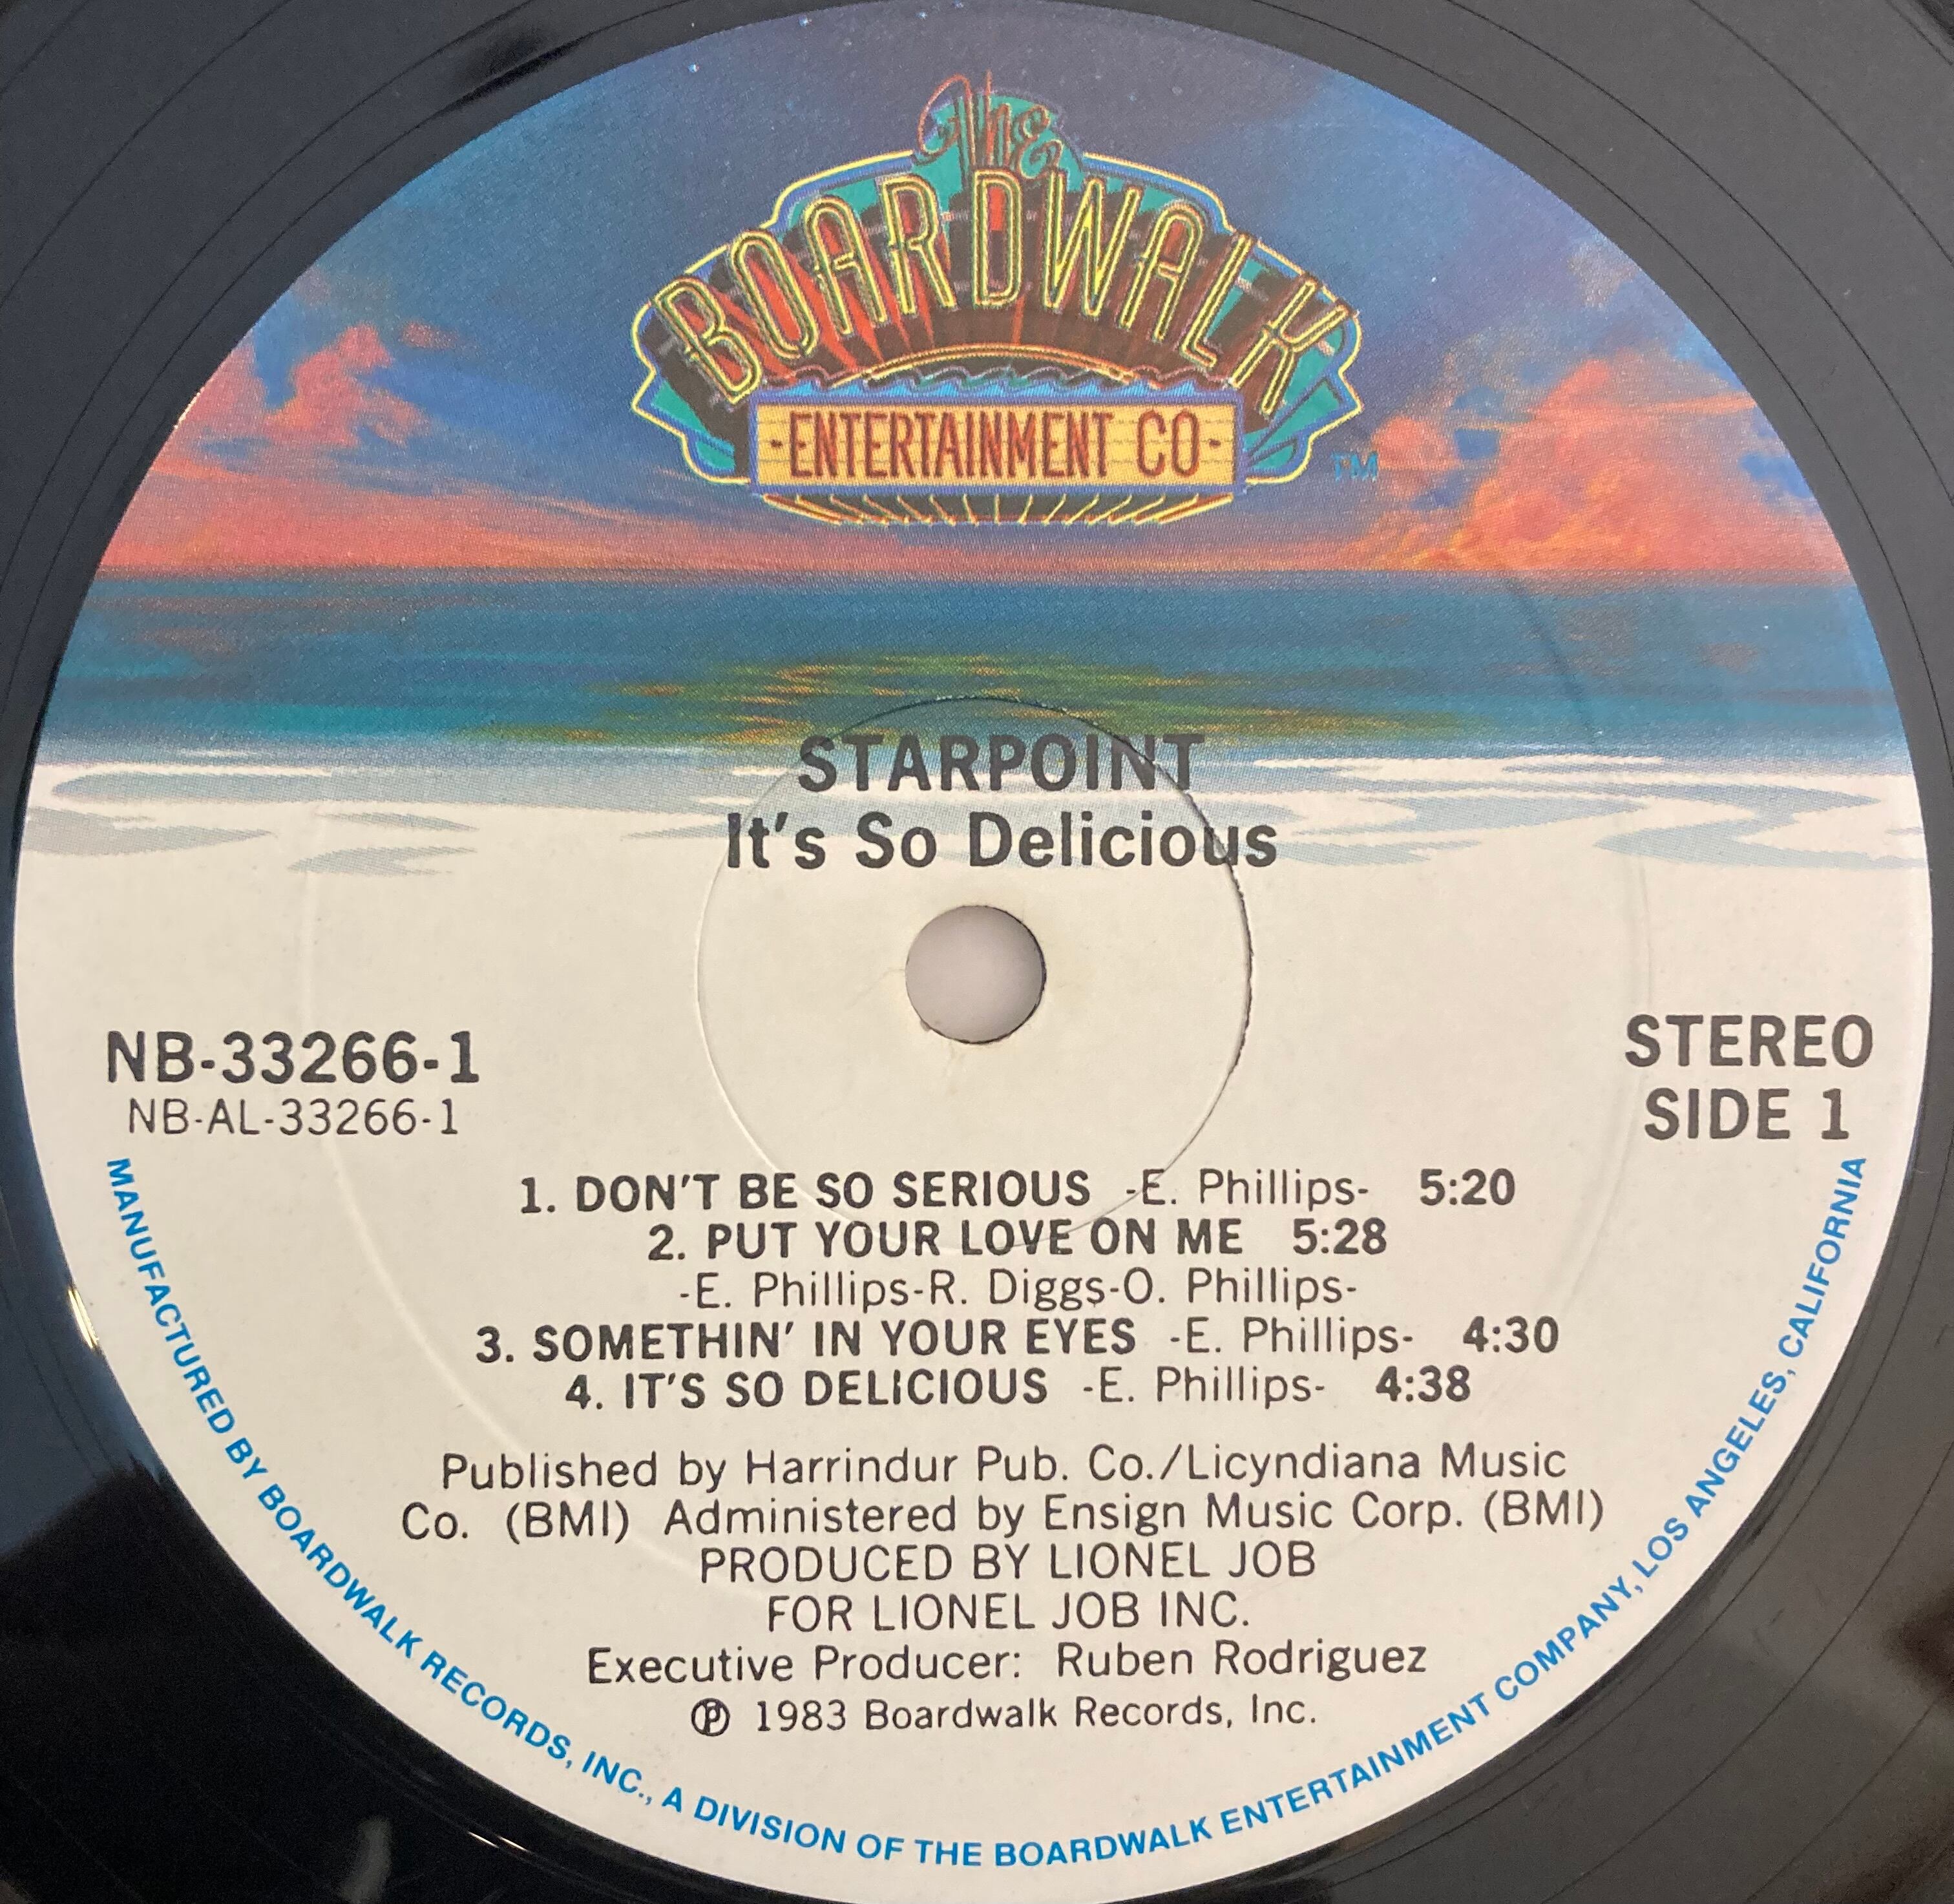 The
BOARDWALK
·ENTERTAINMENT CO·
TM
STARPOINT
It's So Delicious
NB-33266-1
NB-AL-33266-1
STEREO
SIDE 1
1. DON'T BE SO SERIOUS -E. Phillips- 5:20
2. PUT YOUR LOVE ON ME 5:28
-E. Phillips-R. Diggs-O. Phillips-
3. SOMETHIN' IN YOUR EYES -E. Phillips- 4:30
4. IT'S SO DELICIOUS -E. Phillips- 4:38
Published by Harrindur Pub. Co./Licyndiana Music
Co. (BMI) Administered by Ensign Music Corp. (BMI)
PRODUCED BY LIONEL JOB
FOR LIONEL JOB INC.
Executive Producer: Ruben Rodriguez
℗ 1983 Boardwalk Records, Inc.
MANUFACTURED BY BOARDWALK RECORDS, INC., A DIVISION OF THE BOARDWALK ENTERTAINMENT COMPANY, LOS ANGELES, CALIFORNIA